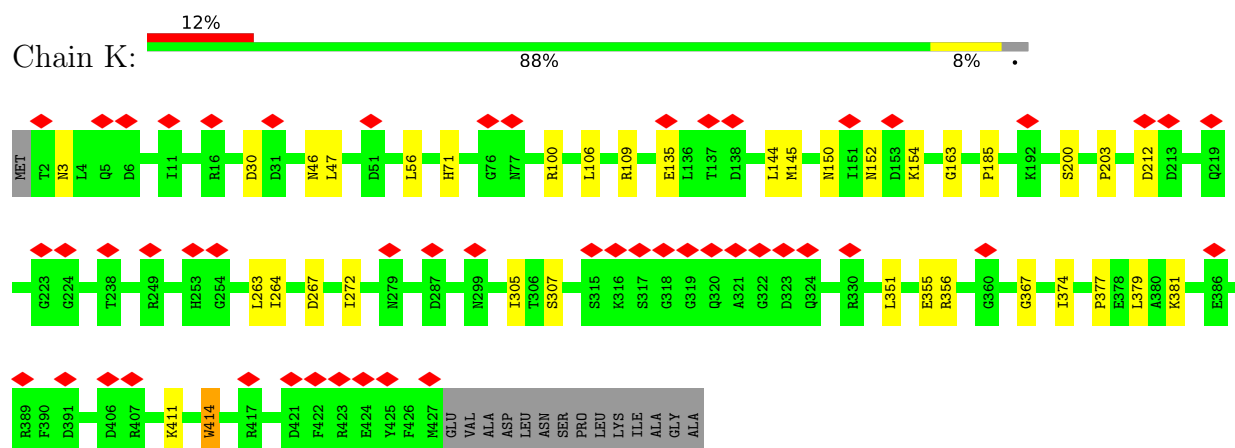 12%
Chain K:
88% 8% •
MET T2 N3 L4 Q5 D6 I11 R16 D30 D31 N46 L47 D51 L56 H71 G76 N77 R100 L106 R109 E135 L136 T137 D138 L144 M145 N150 I151 N152 D153 K154 G163 P185 K192 S200 P203 D212 D213 Q219
G223 G224 T238 R249 H253 G254 L263 I264 D267 I272 N279 D287 N299 I305 T306 S307 S315 K316 S317 G318 G319 Q320 A321 G322 D323 Q324 R330 L351 E355 R356 G360 G367 I374 P377 E378 L379 A380 K381 E386
R389 F390 D391 D406 R407 K411 W414 R417 D421 F422 R423 E424 Y425 F426 M427 GLU VAL ALA ASP LEU ASN SER PRO LEU LYS ILE ALA GLY ALA